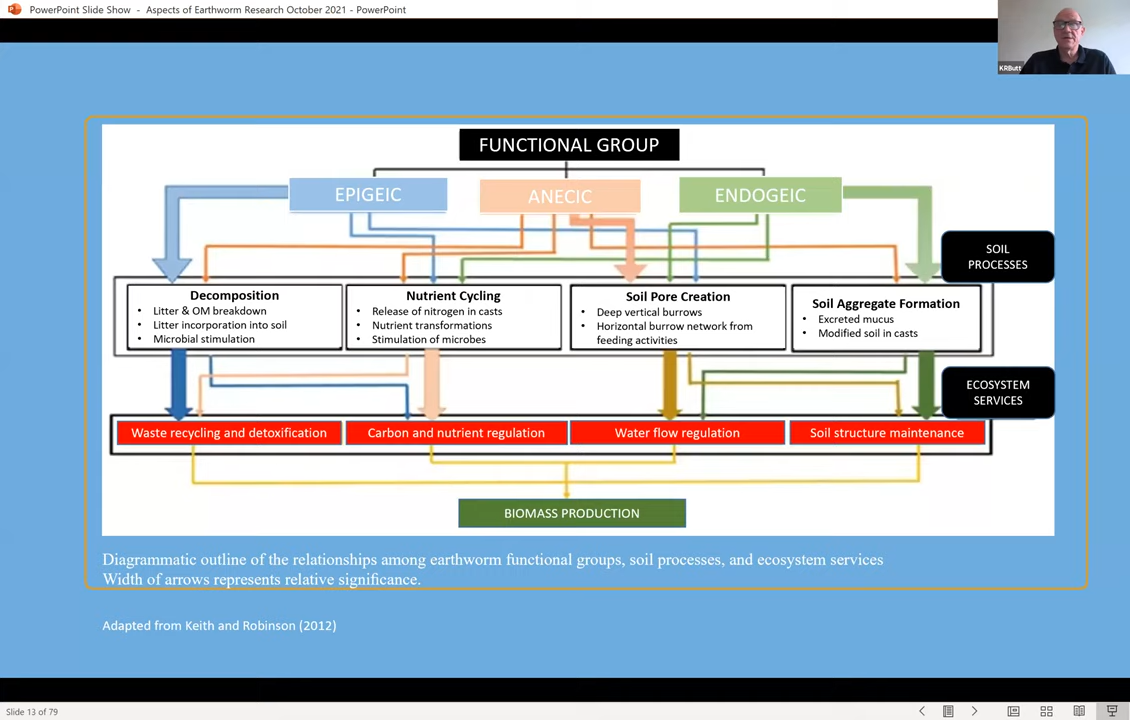 PowerPoint Slide Show - Aspects of Earthworm Research October 2021 - PowerPoint
KRButt
FUNCTIONAL GROUP
EPIGEIC
ANECIC
ENDOGEIC
SOIL
PROCESSES
Decomposition
• Litter & OM breakdown
• Litter incorporation into soil
• Microbial stimulation
Nutrient Cycling
• Release of nitrogen in casts
• Nutrient transformations
• Stimulation of microbes
Soil Pore Creation
• Deep vertical burrows
• Horizontal burrow network from
feeding activities
Soil Aggregate Formation
• Excreted mucus
• Modified soil in casts
ECOSYSTEM
SERVICES
Waste recycling and detoxification
Carbon and nutrient regulation
Water flow regulation
Soil structure maintenance
BIOMASS PRODUCTION
Diagrammatic outline of the relationships among earthworm functional groups, soil processes, and ecosystem services
Width of arrows represents relative significance.
Adapted from Keith and Robinson (2012)
Slide 13 of 79